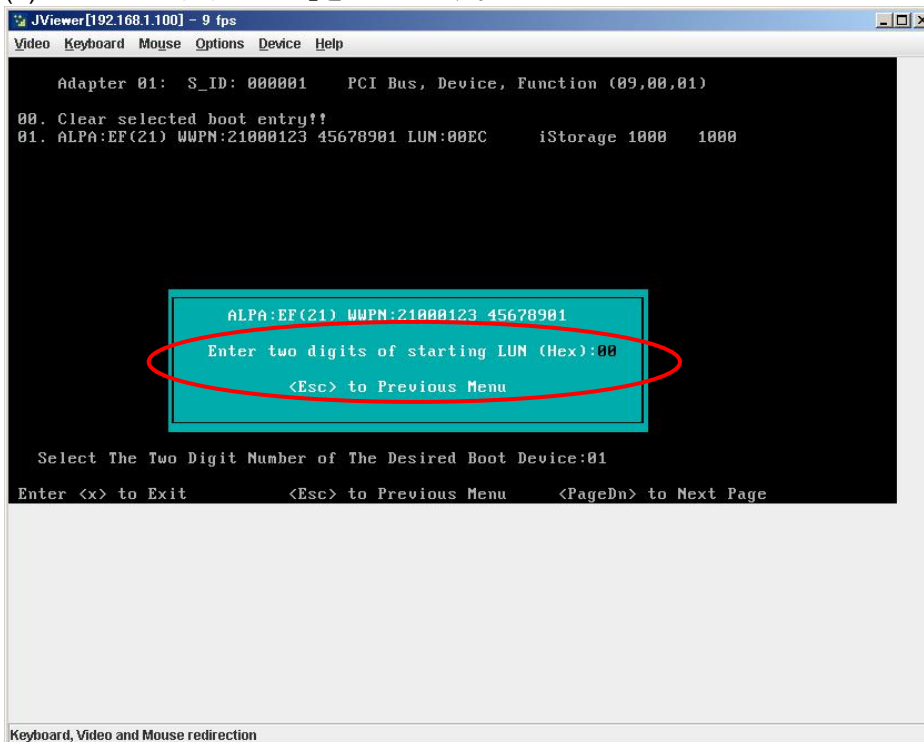 JViewer[192.168.1.100] - 9 fps
Video Keyboard Mouse Options Device Help
Adapter 01: S_ID: 000001 PCI Bus, Device, Function (09,00,01)
00. Clear selected boot entry!!
01. ALPA:EF(21) WWPN:21000123 45678901 LUN:00EC iStorage 1000 1000
ALPA:EF(21) WWPN:21000123 45678901
Enter two digits of starting LUN (Hex):00
<Esc> to Previous Menu
Select The Two Digit Number of The Desired Boot Device:01
Enter <x> to Exit <Esc> to Previous Menu <PageDn> to Next Page
Keyboard, Video and Mouse redirection